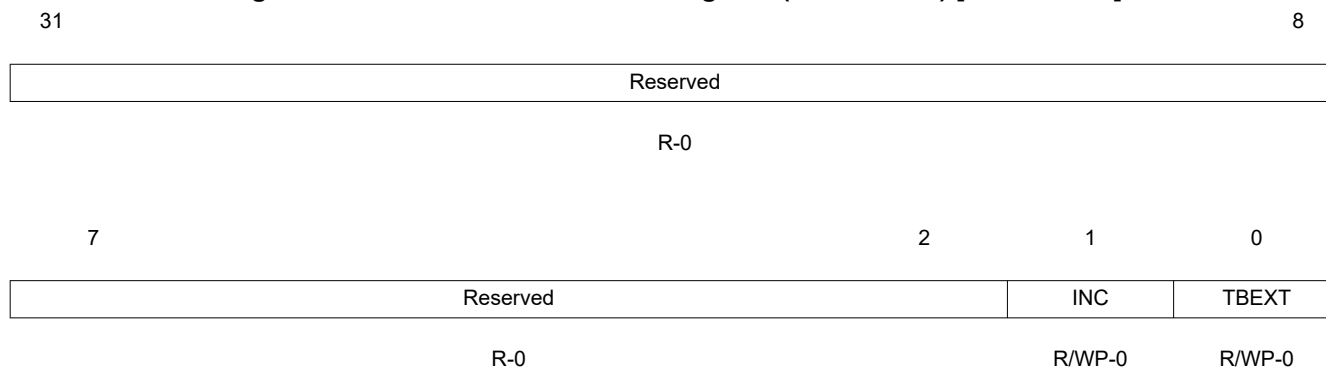 31 8
Reserved
R-0
7 2 1 0
Reserved INC TBEXT
R-0 R/WP-0 R/WP-0